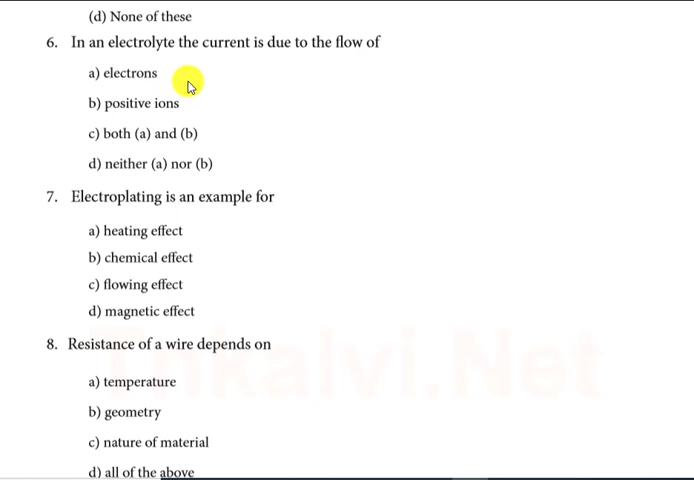 (d) None of these
6. In an electrolyte the current is due to the flow of
a) electrons
b) positive ions
c) both (a) and (b)
d) neither (a) nor (b)
7. Electroplating is an example for
a) heating effect
b) chemical effect
c) flowing effect
d) magnetic effect
8. Resistance of a wire depends on
Tnkalvi.Net
a) temperature
b) geometry
c) nature of material
d) all of the above